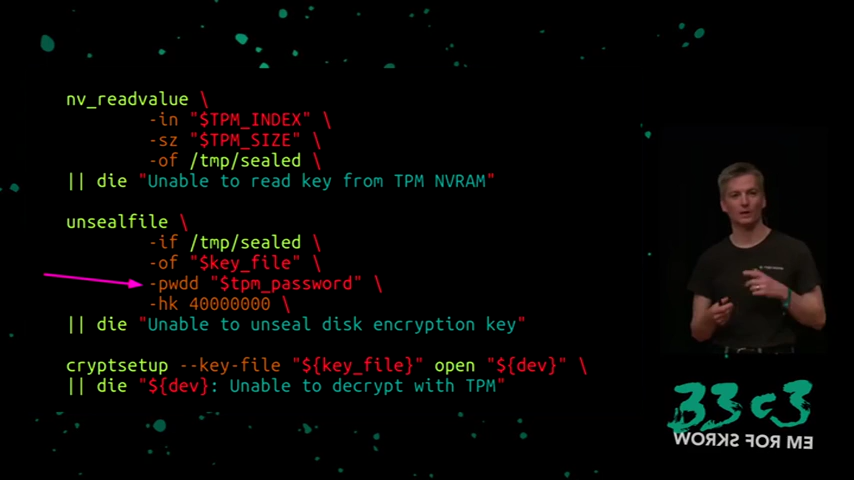 nv_readvalue \
-in "$TPM_INDEX" \
-sz "$TPM_SIZE" \
-of /tmp/sealed \
|| die "Unable to read key from TPM NVRAM"
unsealfile \
-if /tmp/sealed \
-of "$key_file" \
-pwdd "$tpm_password" \
-hk 40000000 \
|| die "Unable to unseal disk encryption key"
cryptsetup --key-file "${key_file}" open "${dev}" \
|| die "${dev}: Unable to decrypt with TPM"
33c3
WORKS FOR ME